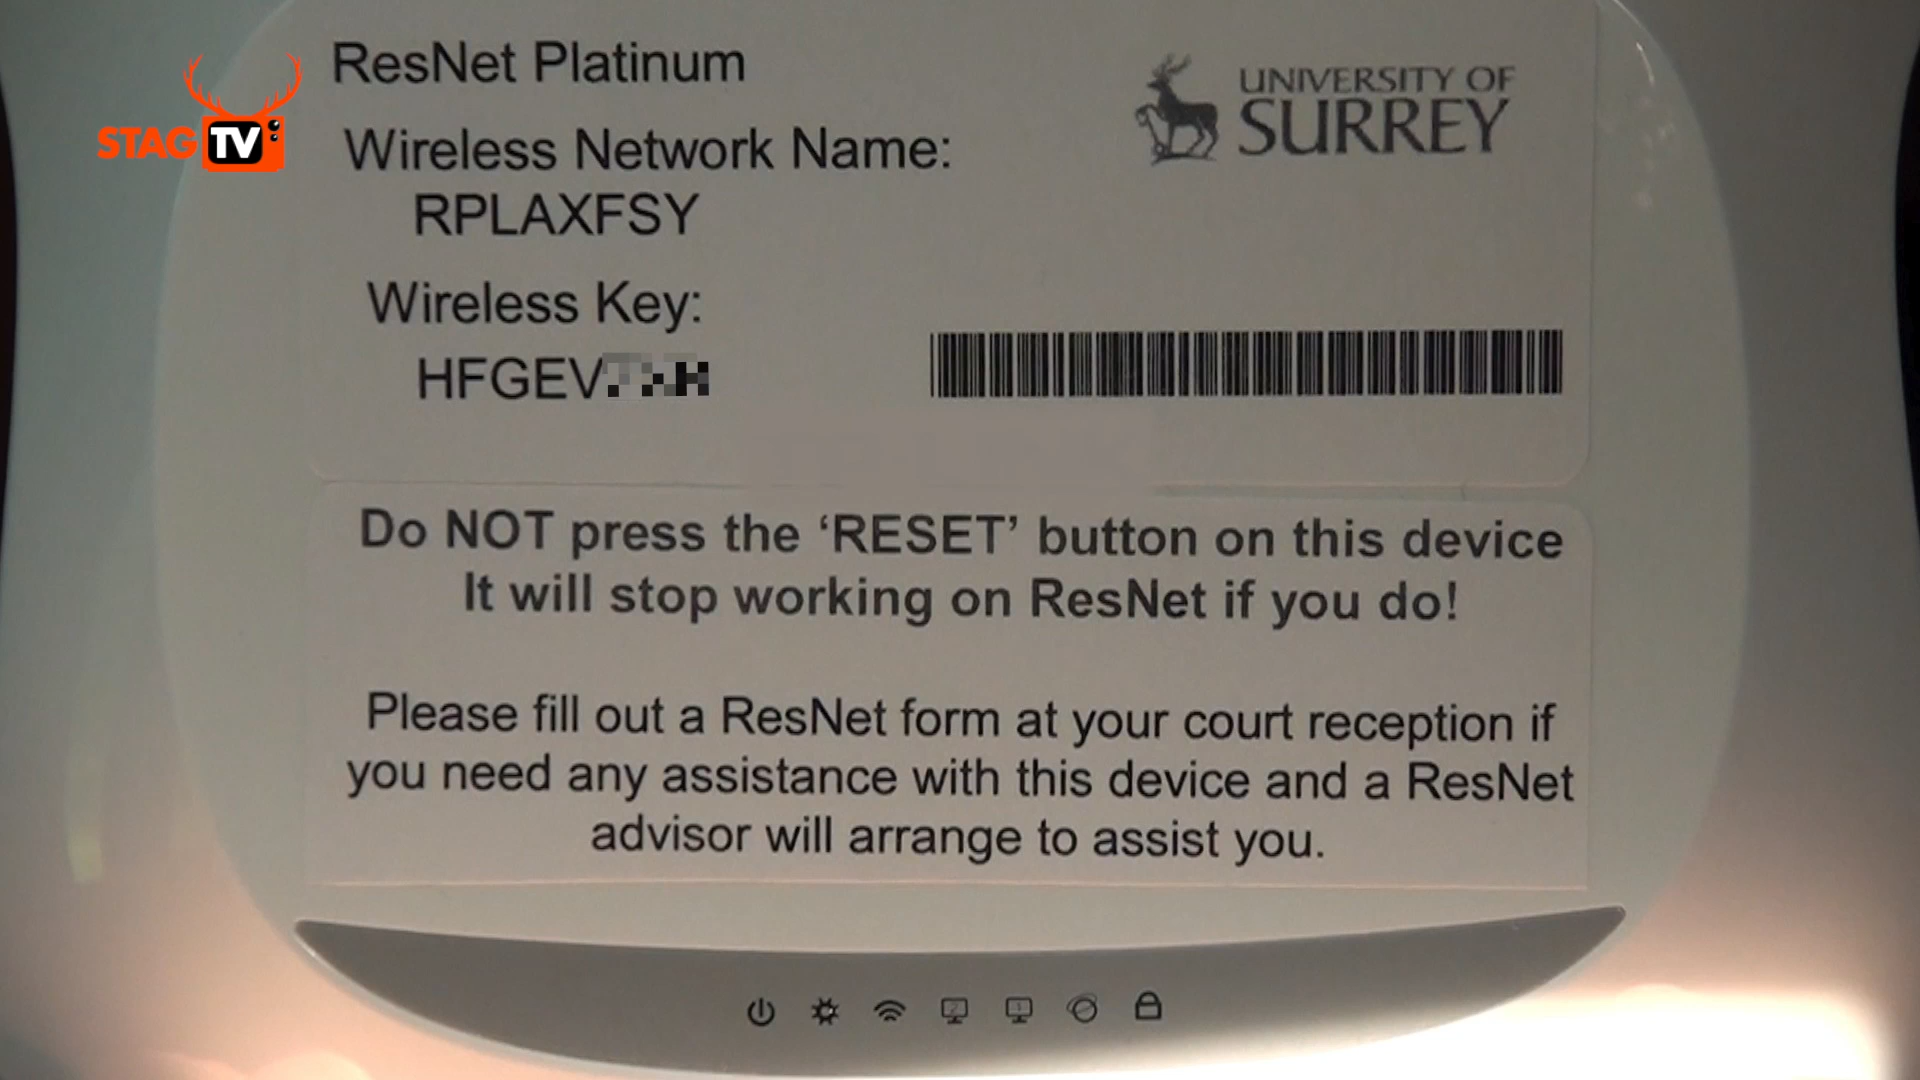 STAG TV
ResNet Platinum
UNIVERSITY OF
SURREY
Wireless Network Name:
RPLAXFSY
Wireless Key:
HFGEV
Do NOT press the ‘RESET’ button on this device
It will stop working on ResNet if you do!
Please fill out a ResNet form at your court reception if
you need any assistance with this device and a ResNet
advisor will arrange to assist you.